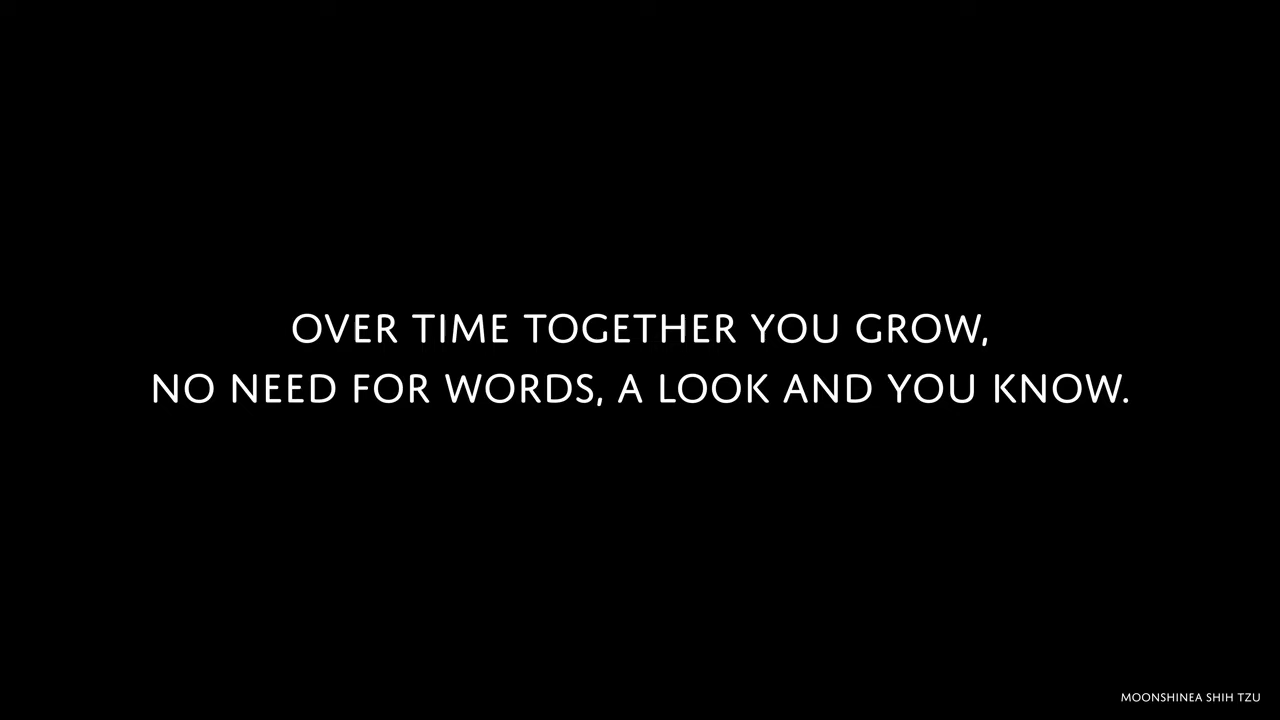 OVER TIME TOGETHER YOU GROW,
NO NEED FOR WORDS, A LOOK AND YOU KNOW.
MOONSHINEA SHIH TZU